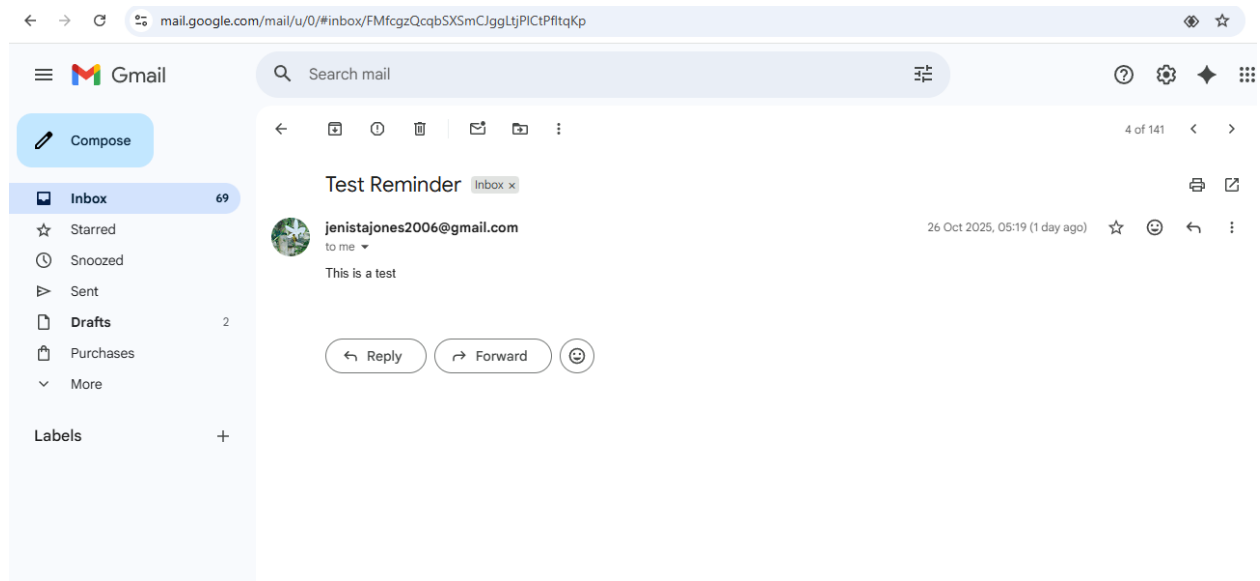 mail.google.com/mail/u/0/#inbox/FMfcgzQcqbSXSmCJggLtjPlCtPfltqKp
Gmail
Search mail
Compose
4 of 141
Test Reminder Inbox x
Inbox 69
jenistajones2006@gmail.com 26 Oct 2025, 05:19 (1 day ago)
Starred
to me
Snoozed
This is a test
Sent
Drafts 2
Purchases
Reply Forward
More
Labels